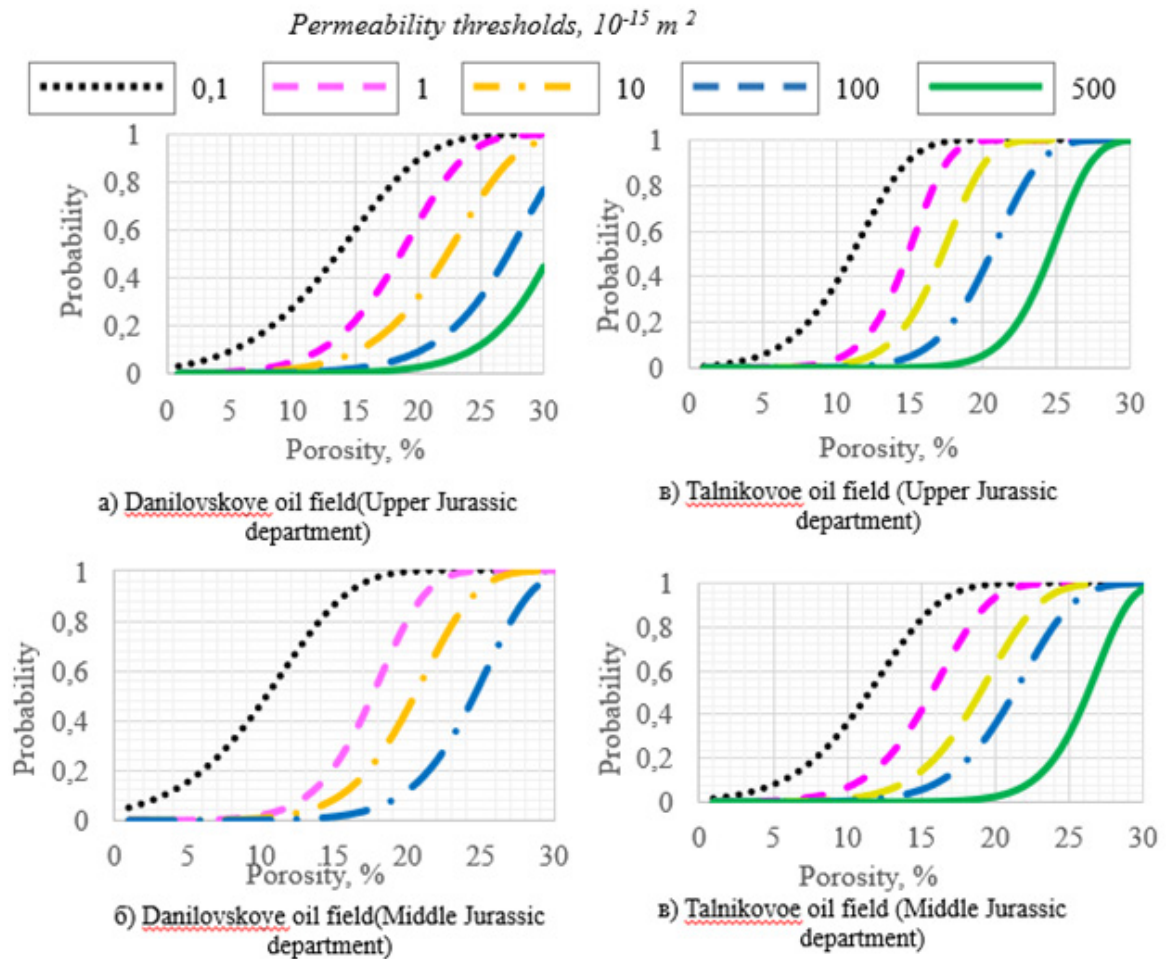 Permeability thresholds, 10-15 m 2
0,1 1 10 100 500
Probability
1
0,8
0,6
0,4
0,2
0
0 5 10 15 20 25 30
Porosity, %
a) Danilovskoye oil field(Upper Jurassic
department)
Probability
1
0,8
0,6
0,4
0,2
0
0 5 10 15 20 25 30
Porosity, %
в) Talnikovoe oil field (Upper Jurassic
department)
Probability
1
0,8
0,6
0,4
0,2
0
0 5 10 15 20 25 30
Porosity, %
б) Danilovskoye oil field(Middle Jurassic
department)
Probability
1
0,8
0,6
0,4
0,2
0
0 5 10 15 20 25 30
Porosity, %
в) Talnikovoe oil field (Middle Jurassic
department)